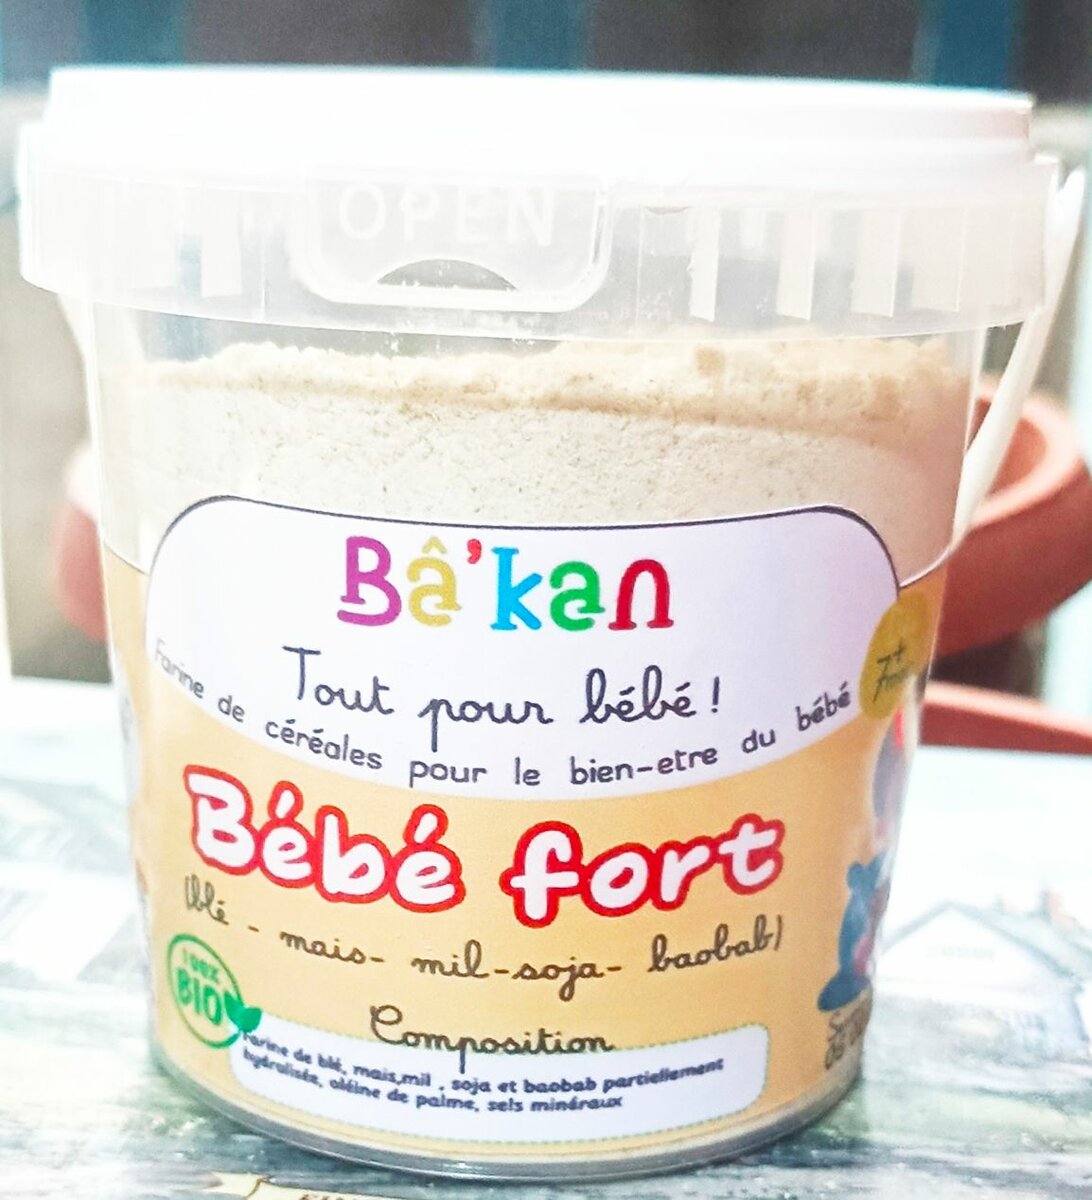 OPEN
Bâ'kan
Tout pour bébé !
Farine de céréales pour le bien-etre du bébé
7+
Bébé fort
(blé - mais- mil-soja- baobab)
100%
BIO
Composition
Farine de blé, mais,mil , soja et baobab partiellement
hydralisée, oléine de palme, sels minéraux